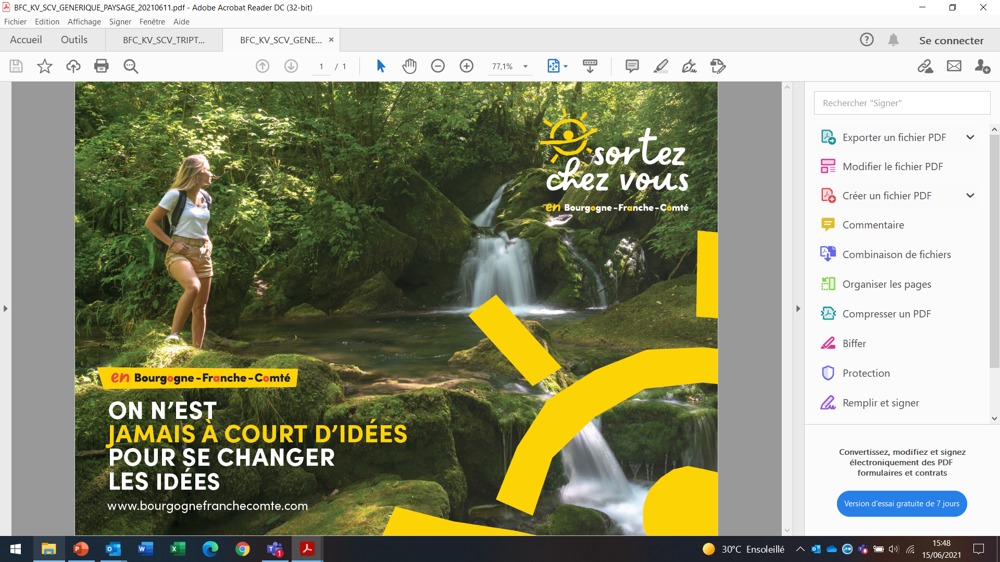 BFC_KV_SCV_GENERIQUE_PAYSAGE_20210611.pdf - Adobe Acrobat Reader DC (32-bit)
Fichier Edition Affichage Signer Fenêtre Aide
Accueil Outils BFC_KV_SCV_TRIPT... BFC_KV_SCV_GENE... Se connecter
1 / 1 77,1%
Rechercher "Signer"
Exporter un fichier PDF
Modifier le fichier PDF
Créer un fichier PDF
Commentaire
Combinaison de fichiers
Organiser les pages
Compresser un PDF
Biffer
Protection
Remplir et signer
Convertissez, modifiez et signez
électroniquement des PDF
formulaires et contrats
Version d'essai gratuite de 7 jours
sortez
chez vous
en Bourgogne-Franche-Comté
en Bourgogne-Franche-Comté
ON N'EST
JAMAIS À COURT D'IDÉES
POUR SE CHANGER
LES IDÉES
www.bourgognefranchecomte.com
1
30°C Ensoleillé
15:48
15/06/2021